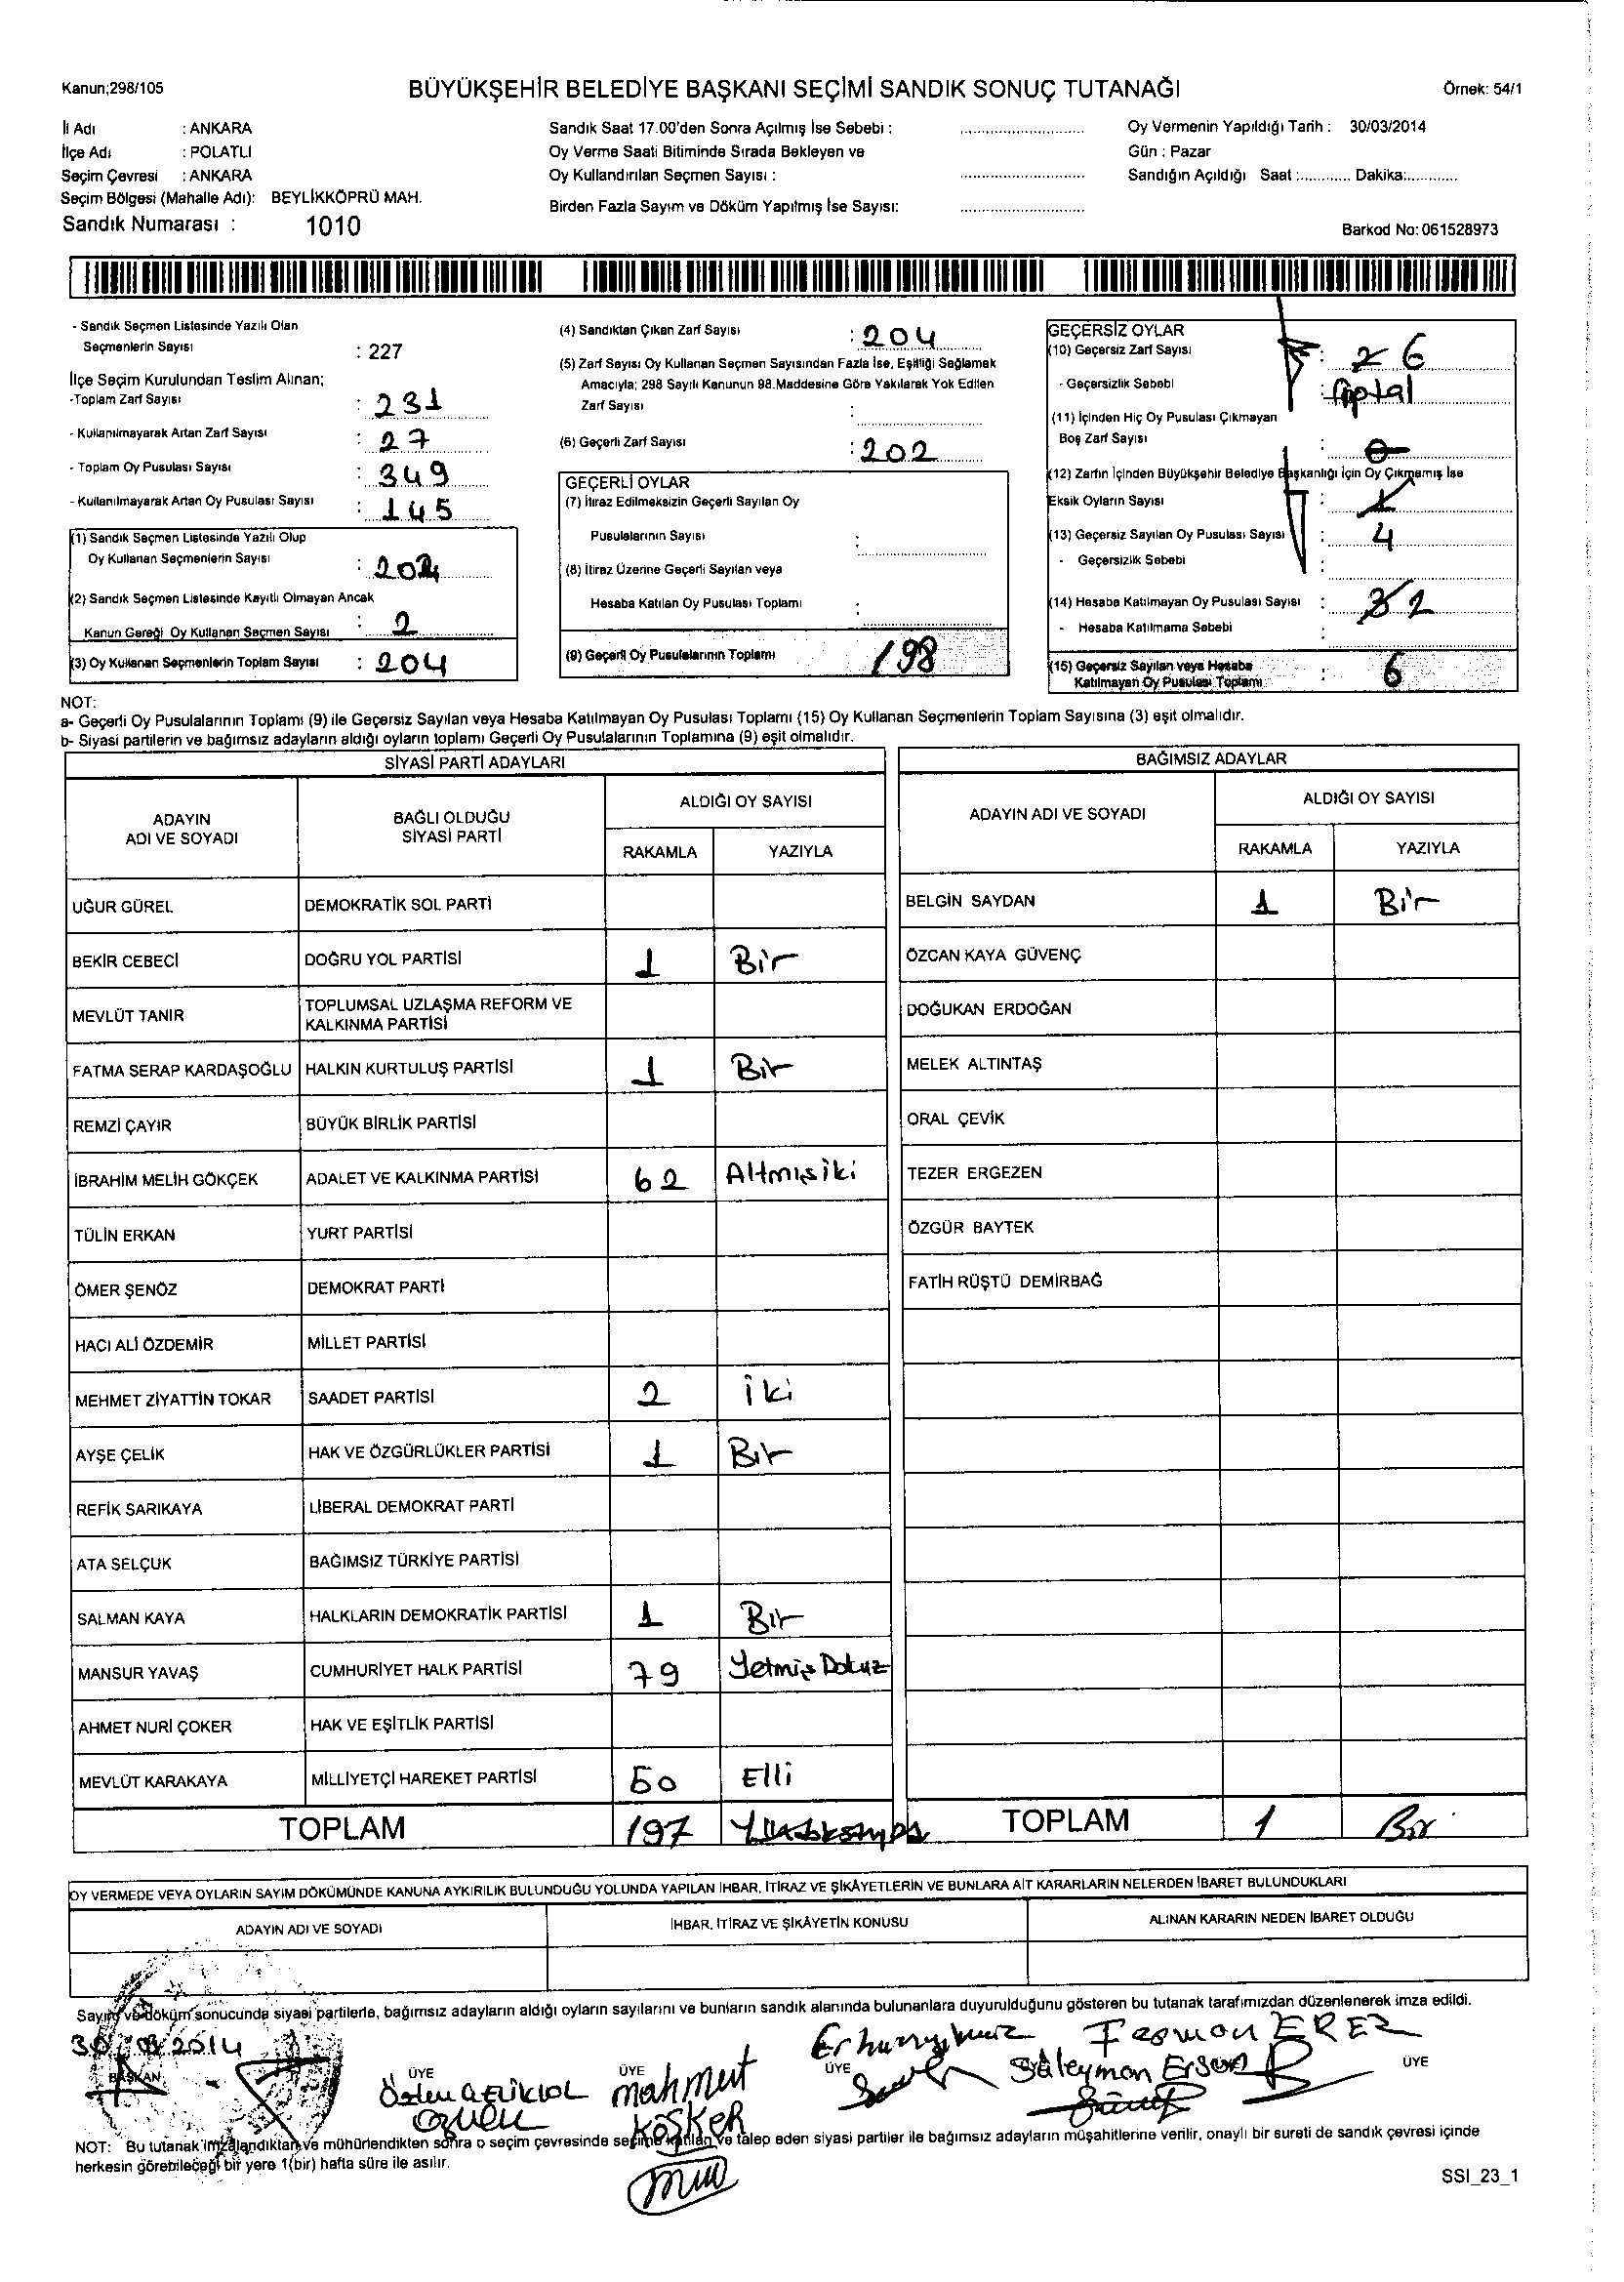 Kanun;298/105
BÜYÜKŞEHİR BELEDİYE BAŞKANI SEÇİMİ SANDIK SONUÇ TUTANAĞI
Örnek: 54/1
İl Adı : ANKARA
İlçe Adı : POLATLI
Seçim Çevresi : ANKARA
Seçim Bölgesi (Mahalle Adı): BEYLİKKÖPRÜ MAH.
Sandık Numarası : 1010
Sandık Saat 17.00'den Sonra Açılmış İse Sebebi :
Oy Verme Saati Bitiminde Sırada Bekleyen ve
Oy Kullandırılan Seçmen Sayısı :
Birden Fazla Sayım ve Döküm Yapılmış İse Sayısı:
Oy Vermenin Yapıldığı Tarih : 30/03/2014
Gün : Pazar
Sandığın Açıldığı Saat :............ Dakika:............
Barkod No: 061528973
- Sandık Seçmen Listesinde Yazılı Olan
Seçmenlerin Sayısı : 227
İlçe Seçim Kurulundan Teslim Alınan;
-Toplam Zarf Sayısı : 231
- Kullanılmayarak Artan Zarf Sayısı : 27
- Toplam Oy Pusulası Sayısı : 349
- Kullanılmayarak Artan Oy Pusulası Sayısı : 145
(1) Sandık Seçmen Listesinde Yazılı Olup
Oy Kullanan Seçmenlerin Sayısı :
(2) Sandık Seçmen Listesinde Kayıtlı Olmayan Ancak
Kanun Gereği Oy Kullanan Seçmen Sayısı : 2
(3) Oy Kullanan Seçmenlerin Toplam Sayısı : 204
(4) Sandıktan Çıkan Zarf Sayısı : 204
(5) Zarf Sayısı Oy Kullanan Seçmen Sayısından Fazla İse, Eşitliği Sağlamak
Amacıyla; 298 Sayılı Kanunun 98.Maddesine Göre Yakılarak Yok Edilen
Zarf Sayısı :
(6) Geçerli Zarf Sayısı : 202
GEÇERLİ OYLAR
(7) İtiraz Edilmeksizin Geçerli Sayılan Oy
Pusulalarının Sayısı :
(8) İtiraz Üzerine Geçerli Sayılan veya
Hesaba Katılan Oy Pusulası Toplamı :
(9) Geçerli Oy Pusulalarının Toplamı 198
GEÇERSİZ OYLAR
(10) Geçersiz Zarf Sayısı : 2 6
- Geçersizlik Sebebi : İptal
(11) İçinden Hiç Oy Pusulası Çıkmayan
Boş Zarf Sayısı : 0
(12) Zarfın İçinden Büyükşehir Belediye Başkanlığı İçin Oy Çıkmamış İse
Eksik Oyların Sayısı : 1
(13) Geçersiz Sayılan Oy Pusulası Sayısı : 4
- Geçersizlik Sebebi :
(14) Hesaba Katılmayan Oy Pusulası Sayısı : 3 2
- Hesaba Katılmama Sebebi :
(15) Geçersiz Sayılan veya Hesaba
Katılmayan Oy Pusulası Toplamı : 6
NOT:
a- Geçerli Oy Pusulalarının Toplamı (9) ile Geçersiz Sayılan veya Hesaba Katılmayan Oy Pusulası Toplamı (15) Oy Kullanan Seçmenlerin Toplam Sayısına (3) eşit olmalıdır.
b- Siyasi partilerin ve bağımsız adayların aldığı oyların toplamı Geçerli Oy Pusulalarının Toplamına (9) eşit olmalıdır.
SİYASİ PARTİ ADAYLARI
ADAYIN ADI VE SOYADI
BAĞLI OLDUĞU SİYASİ PARTİ
ALDIĞI OY SAYISI
RAKAMLA YAZIYLA
UĞUR GÜREL DEMOKRATİK SOL PARTİ
BEKİR CEBECİ DOĞRU YOL PARTİSİ 1 Bir
MEVLÜT TANIR TOPLUMSAL UZLAŞMA REFORM VE KALKINMA PARTİSİ
FATMA SERAP KARDAŞOĞLU HALKIN KURTULUŞ PARTİSİ 1 Bir
REMZİ ÇAYIR BÜYÜK BİRLİK PARTİSİ
İBRAHİM MELİH GÖKÇEK ADALET VE KALKINMA PARTİSİ 62 Altmışiki
TÜLİN ERKAN YURT PARTİSİ
ÖMER ŞENÖZ DEMOKRAT PARTİ
HACI ALİ ÖZDEMİR MİLLET PARTİSİ
MEHMET ZİYATTİN TOKAR SAADET PARTİSİ 2 iki
AYŞE ÇELİK HAK VE ÖZGÜRLÜKLER PARTİSİ 1 Bir
REFİK SARIKAYA LİBERAL DEMOKRAT PARTİ
ATA SELÇUK BAĞIMSIZ TÜRKİYE PARTİSİ
SALMAN KAYA HALKLARIN DEMOKRATİK PARTİSİ 1 Bir
MANSUR YAVAŞ CUMHURİYET HALK PARTİSİ 79 Yetmiş Dokuz
AHMET NURİ ÇOKER HAK VE EŞİTLİK PARTİSİ
MEVLÜT KARAKAYA MİLLİYETÇİ HAREKET PARTİSİ 50 Elli
TOPLAM 197
BAĞIMSIZ ADAYLAR
ADAYIN ADI VE SOYADI
ALDIĞI OY SAYISI
RAKAMLA YAZIYLA
BELGİN SAYDAN 1 Bir
ÖZCAN KAYA GÜVENÇ
DOĞUKAN ERDOĞAN
MELEK ALTINTAŞ
ORAL ÇEVİK
TEZER ERGEZEN
ÖZGÜR BAYTEK
FATİH RÜŞTÜ DEMİRBAĞ
TOPLAM 1 Bir
OY VERMEDE VEYA OYLARIN SAYIM DÖKÜMÜNDE KANUNA AYKIRILIK BULUNDUĞU YOLUNDA YAPILAN İHBAR, İTİRAZ VE ŞİKÂYETLERİN VE BUNLARA AİT KARARLARIN NELERDEN İBARET BULUNDUKLARI
ADAYIN ADI VE SOYADI İHBAR, İTİRAZ VE ŞİKÂYETİN KONUSU ALINAN KARARIN NEDEN İBARET OLDUĞU
Sayım ve döküm sonucunda siyasi partilerle, bağımsız adayların aldığı oyların sayılarını ve bunların sandık alanında bulunanlara duyurulduğunu gösteren bu tutanak tarafımızdan düzenlenerek imza edildi.
30/03/2014
BAŞKAN ÜYE ÜYE ÜYE ÜYE
Mahmut KÖŞKER
Süleyman
NOT: Bu tutanak imzalandıktan ve mühürlendikten sonra o seçim çevresinde seçime katılan ve talep eden siyasi partiler ile bağımsız adayların müşahitlerine verilir, onaylı bir sureti de sandık çevresi içinde
herkesin görebileceği bir yere 1(bir) hafta süre ile asılır.
SSI_23_1